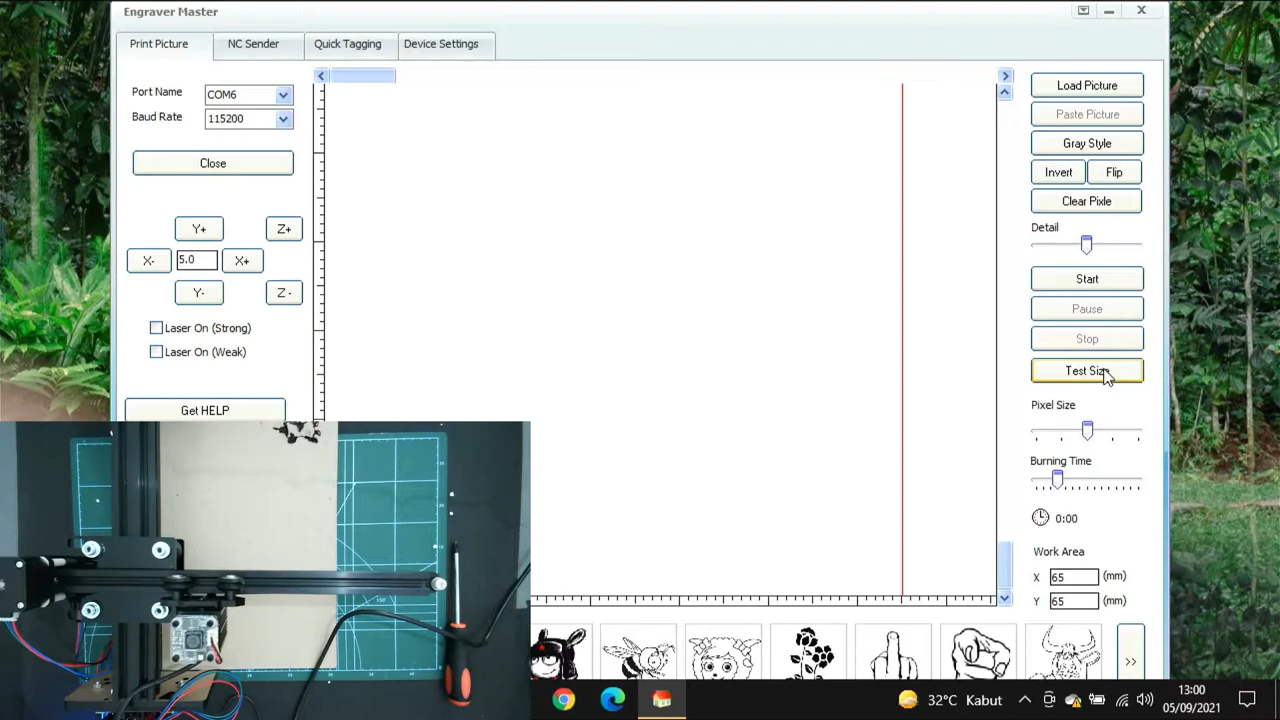 Engraver Master
Print Picture
NC Sender
Quick Tagging
Device Settings
Port Name
COM6
Baud Rate
115200
Close
Y+
Z+
X-
5.0
X+
Y-
Z -
Laser On (Strong)
Laser On (Weak)
Get HELP
Load Picture
Paste Picture
Gray Style
Invert
Flip
Clear Pixle
Detail
Start
Pause
Stop
Test Size
Pixel Size
Burning Time
0:00
Work Area
X 65 (mm)
Y 65 (mm)
>>
32°C Kabut
13:00
05/09/2021